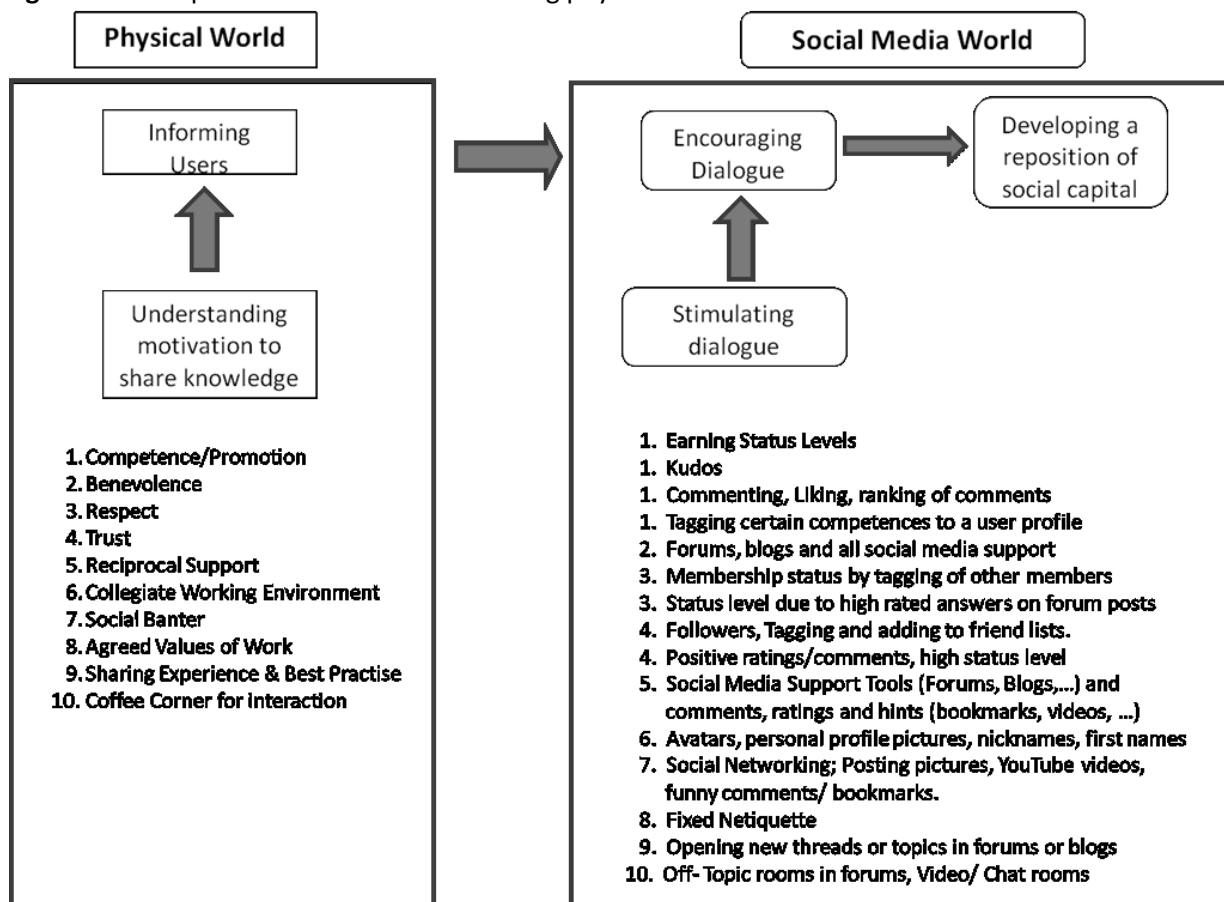 Physical World
Informing
Users
Understanding
motivation to
share knowledge
1. Competence/Promotion
2. Benevolence
3. Respect
4. Trust
5. Reciprocal Support
6. Collegiate Working Environment
7. Social Banter
8. Agreed Values of Work
9. Sharing Experience & Best Practise
10. Coffee Corner for Interaction
Social Media World
Encouraging
Dialogue
Developing a
reposition of
social capital
Stimulating
dialogue
1. Earning Status Levels
1. Kudos
1. Commenting, Liking, ranking of comments
1. Tagging certain competences to a user profile
2. Forums, blogs and all social media support
3. Membership status by tagging of other members
3. Status level due to high rated answers on forum posts
4. Followers, Tagging and adding to friend lists.
4. Positive ratings/comments, high status level
5. Social Media Support Tools (Forums, Blogs,...) and
comments, ratings and hints (bookmarks, videos, ...)
6. Avatars, personal profile pictures, nicknames, first names
7. Social Networking; Posting pictures, YouTube videos,
funny comments/ bookmarks.
8. Fixed Netiquette
9. Opening new threads or topics in forums or blogs
10. Off- Topic rooms in forums, Video/ Chat rooms